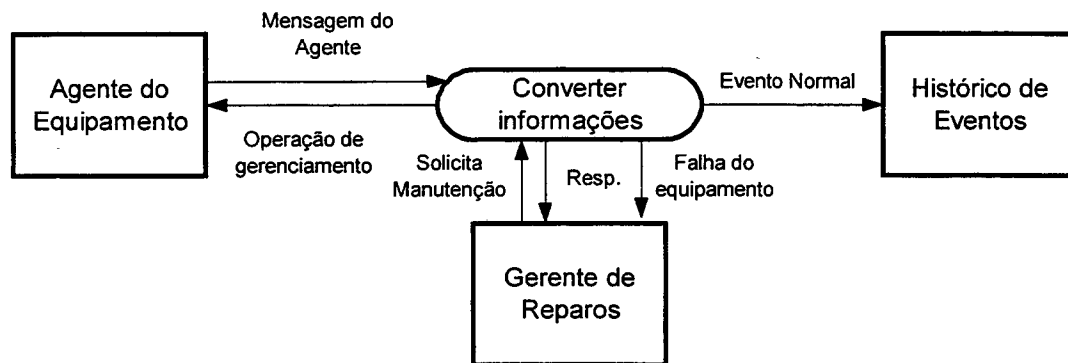 Mensagem do
Agente
Agente do
Equipamento
Converter
informações
Evento Normal
Histórico de
Eventos
Operação de
gerenciamento
Solicita
Manutenção
Resp.
Falha do
equipamento
Gerente de
Reparos